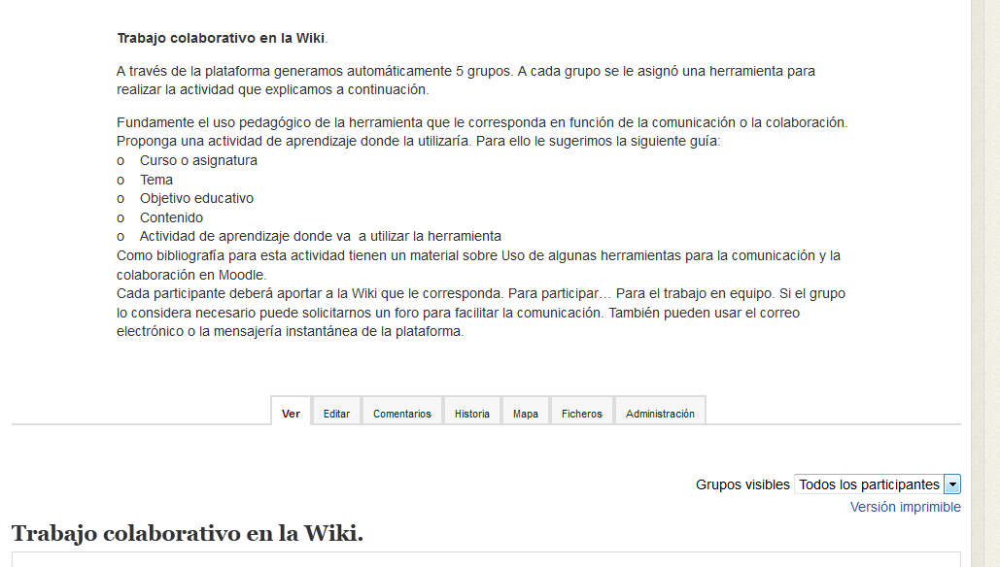 Trabajo colaborativo en la Wiki.
A través de la plataforma generamos automáticamente 5 grupos. A cada grupo se le asignó una herramienta para
realizar la actividad que explicamos a continuación.
Fundamente el uso pedagógico de la herramienta que le corresponda en función de la comunicación o la colaboración.
Proponga una actividad de aprendizaje donde la utilizaría. Para ello le sugerimos la siguiente guía:
o Curso o asignatura
o Tema
o Objetivo educativo
o Contenido
o Actividad de aprendizaje donde va  a utilizar la herramienta
Como bibliografía para esta actividad tienen un material sobre Uso de algunas herramientas para la comunicación y la
colaboración en Moodle.
Cada participante deberá aportar a la Wiki que le corresponda. Para participar… Para el trabajo en equipo. Si el grupo
lo considera necesario puede solicitarnos un foro para facilitar la comunicación. También pueden usar el correo
electrónico o la mensajería instantánea de la plataforma.
Ver Editar Comentarios Historia Mapa Ficheros Administración
Grupos visibles Todos los participantes
Versión imprimible
Trabajo colaborativo en la Wiki.